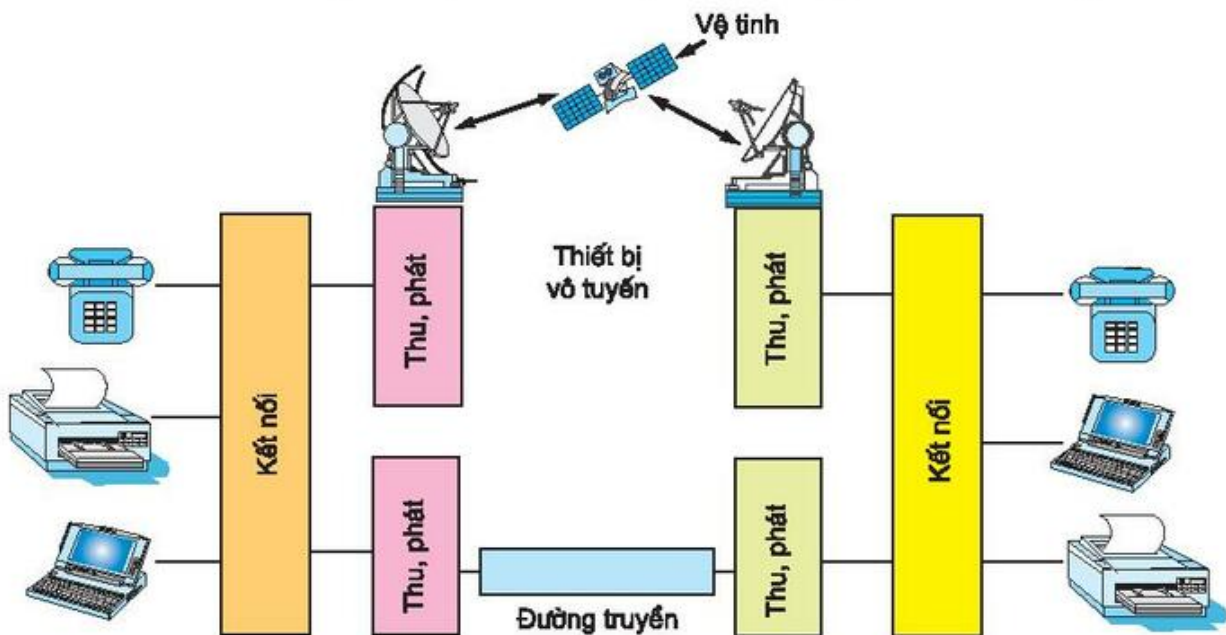 Vệ tinh
Thiết bị
vô tuyến
Thu, phát
Thu, phát
Kết nối
Kết nối
Thu, phát
Thu, phát
Đường truyền